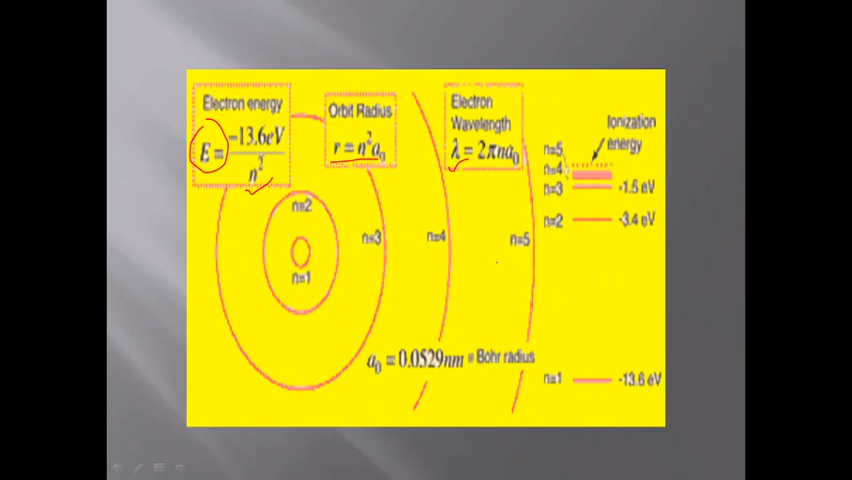 Electron energy
E = -13.6eV / n²
Orbit Radius
r = n²a₀
Electron
Wavelength
λ = 2πna₀
Ionization
energy
n=5
n=4
n=3 -1.5 eV
n=2 -3.4 eV
n=1 -13.6 eV
n=2
n=1
n=3
n=4
n=5
a₀ = 0.0529nm = Bohr radius